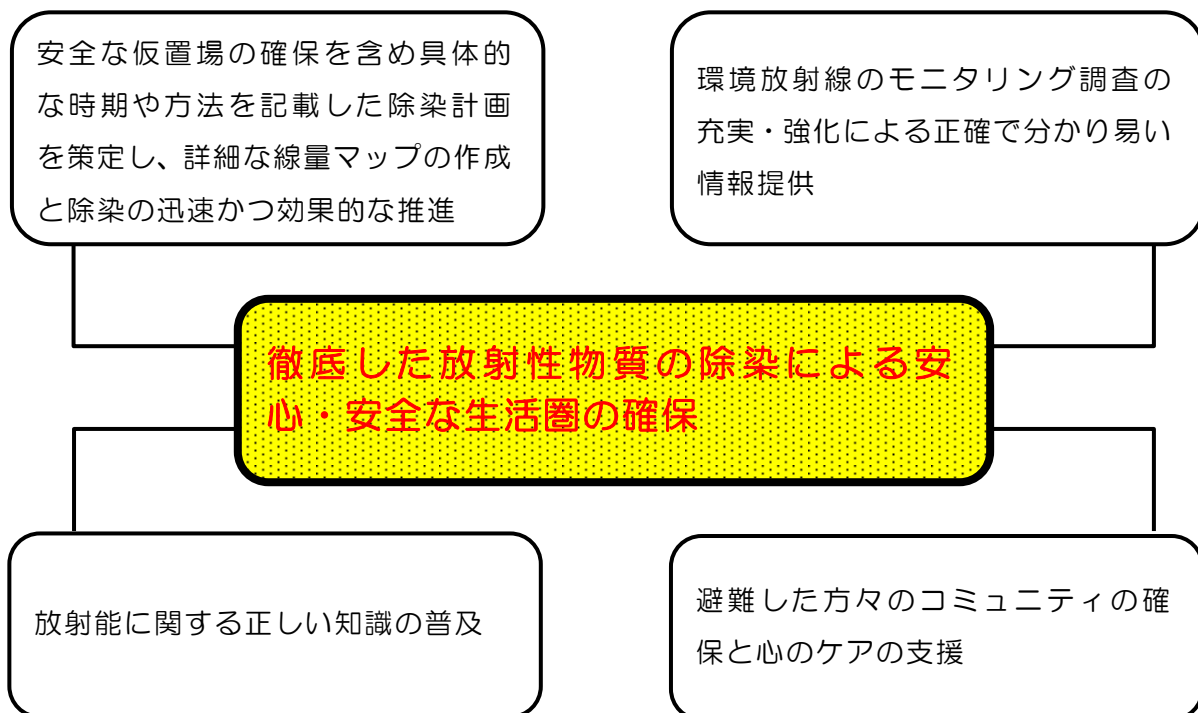 安全な仮置場の確保を含め具体的
な時期や方法を記載した除染計画
を策定し、詳細な線量マップの作成
と除染の迅速かつ効果的な推進
環境放射線のモニタリング調査の
充実・強化による正確で分かり易い
情報提供
徹底した放射性物質の除染による安
心・安全な生活圏の確保
放射能に関する正しい知識の普及
避難した方々のコミュニティの確
保と心のケアの支援